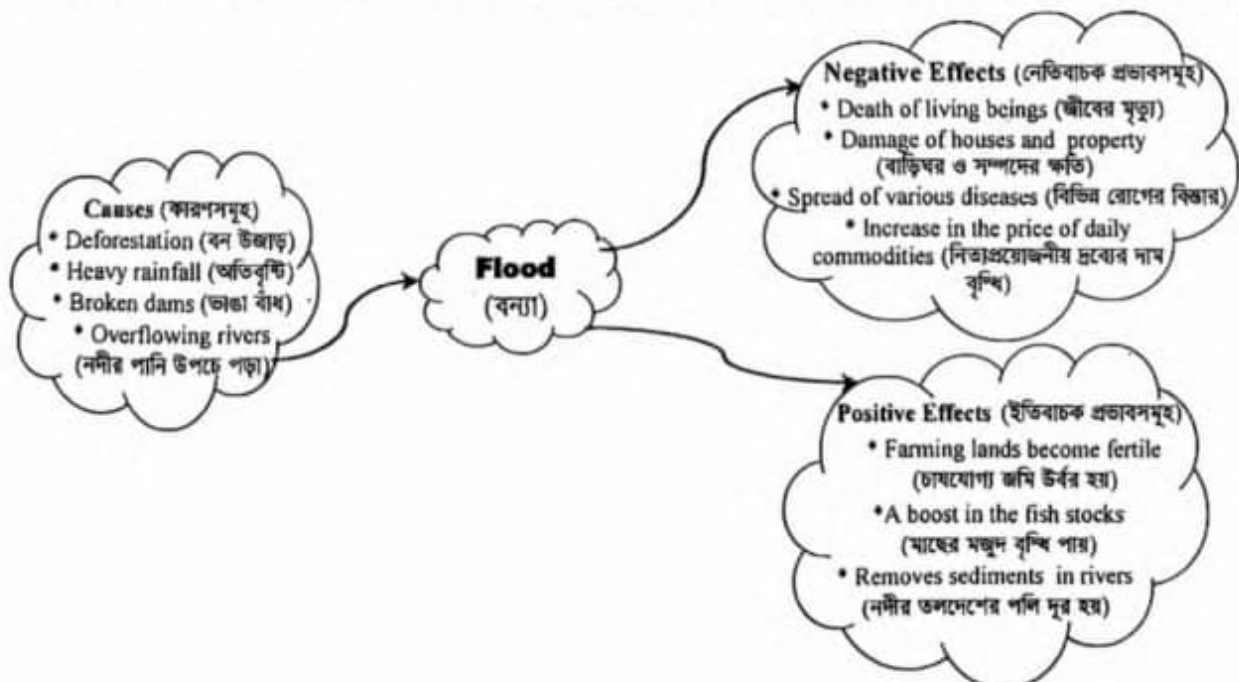 Causes (কারণসমূহ)
* Deforestation (বন উজাড়)
* Heavy rainfall (অতিবৃষ্টি)
* Broken dams (ভাঙা বাঁধ)
* Overflowing rivers
(নদীর পানি উপচে পড়া)
Flood
(বন্যা)
Negative Effects (নেতিবাচক প্রভাবসমূহ)
* Death of living beings (জীবের মৃত্যু)
* Damage of houses and property
(বাড়িঘর ও সম্পদের ক্ষতি)
* Spread of various diseases (বিভিন্ন রোগের বিস্তার)
* Increase in the price of daily
commodities (নিত্যপ্রয়োজনীয় দ্রব্যের দাম
বৃদ্ধি)
Positive Effects (ইতিবাচক প্রভাবসমূহ)
* Farming lands become fertile
(চাষযোগ্য জমি উর্বর হয়)
*A boost in the fish stocks
(মাছের মজুদ বৃদ্ধি পায়)
* Removes sediments in rivers
(নদীর তলদেশের পলি দূর হয়)